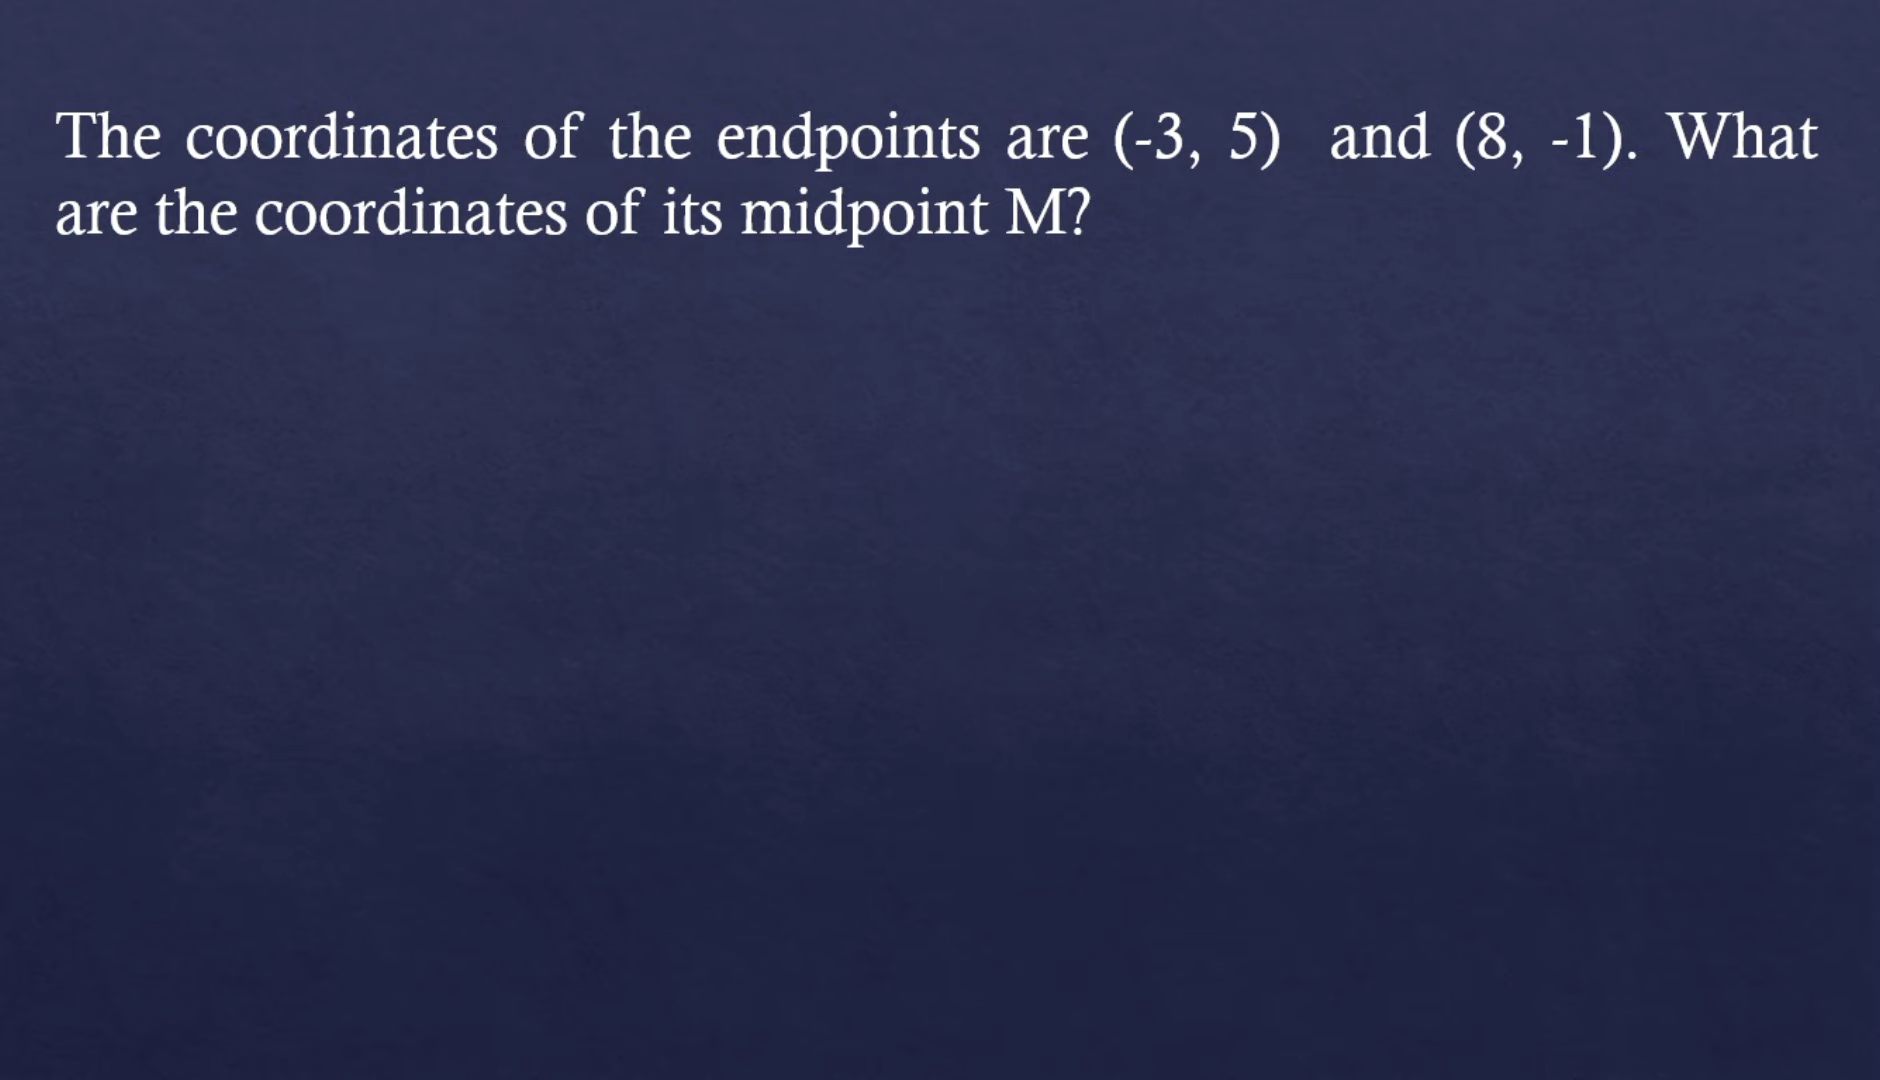 The coordinates of the endpoints are (-3, 5) and (8, -1). What
are the coordinates of its midpoint M?